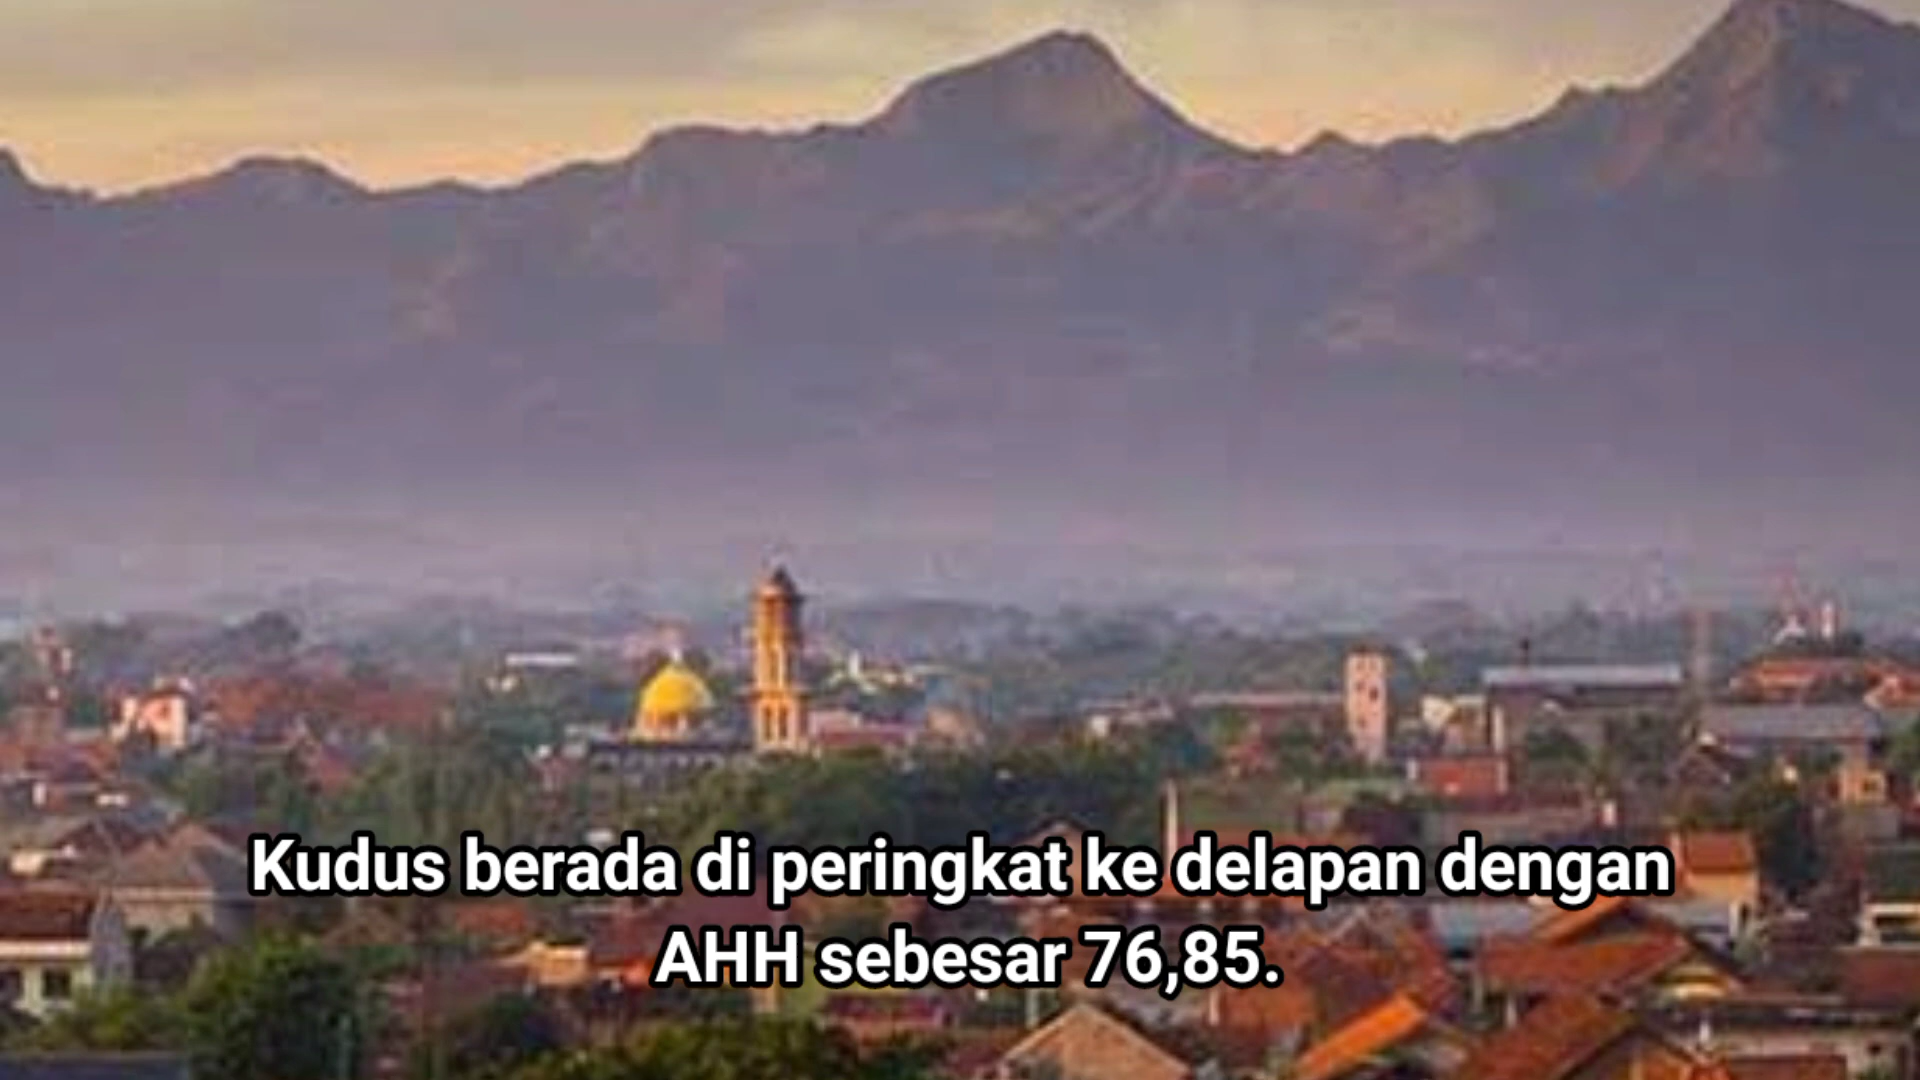 Kudus berada di peringkat ke delapan dengan
AHH sebesar 76,85.